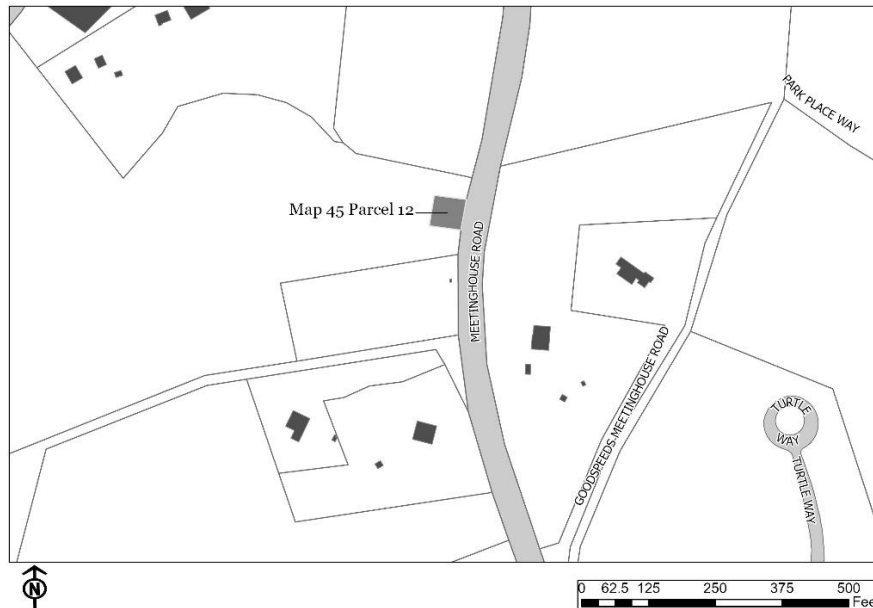 PARK PLACE WAY
Map 45 Parcel 12
MEETINGHOUSE ROAD
GOODSPEEDS MEETINGHOUSE ROAD
TURTLE
WAY
TURTLE WAY
N
0 62.5 125 250 375 500
Fee